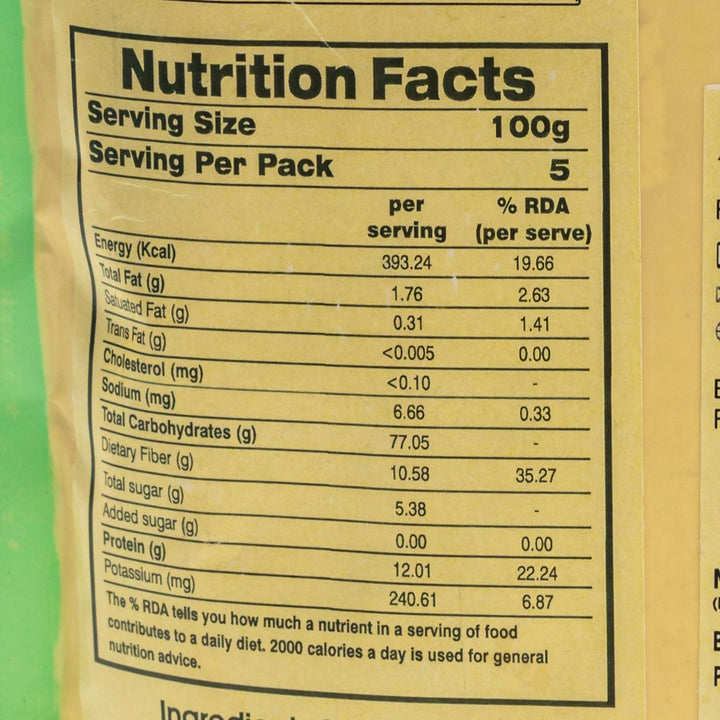 Nutrition Facts
Serving Size 100g
Serving Per Pack 5
per serving % RDA (per serve)
Energy (Kcal) 393.24 19.66
Total Fat (g) 1.76 2.63
Satuated Fat (g) 0.31 1.41
Trans Fat (g) <0.005 0.00
Cholesterol (mg) <0.10 -
Sodium (mg) 6.66 0.33
Total Carbohydrates (g) 77.05 -
Dietary Fiber (g) 10.58 35.27
Total sugar (g) 5.38 -
Added sugar (g) 0.00 0.00
Protein (g) 12.01 22.24
Potassium (mg) 240.61 6.87
The % RDA tells you how much a nutrient in a serving of food
contributes to a daily diet. 2000 calories a day is used for general
nutrition advice.